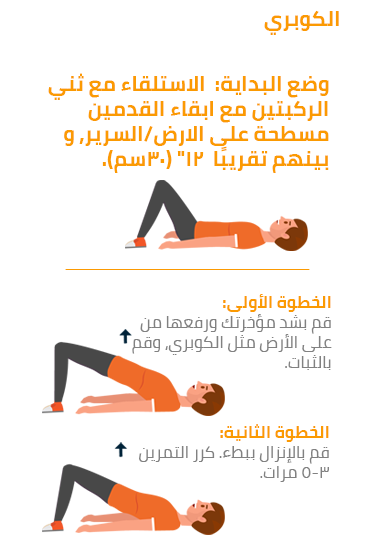 الكوبري
وضع البداية: الاستلقاء مع ثني
الركبتين مع ابقاء القدمين
مسطحة على الارض/السرير, و
بينهم تقريبًا ١٢" (٣٠سم).
الخطوة الأولى:
قم بشد مؤخرتك ورفعها من
على الأرض مثل الكوبري, وقم
بالثبات.
الخطوة الثانية:
قم بالإنزال ببطء. كرر التمرين
٣-٥ مرات.